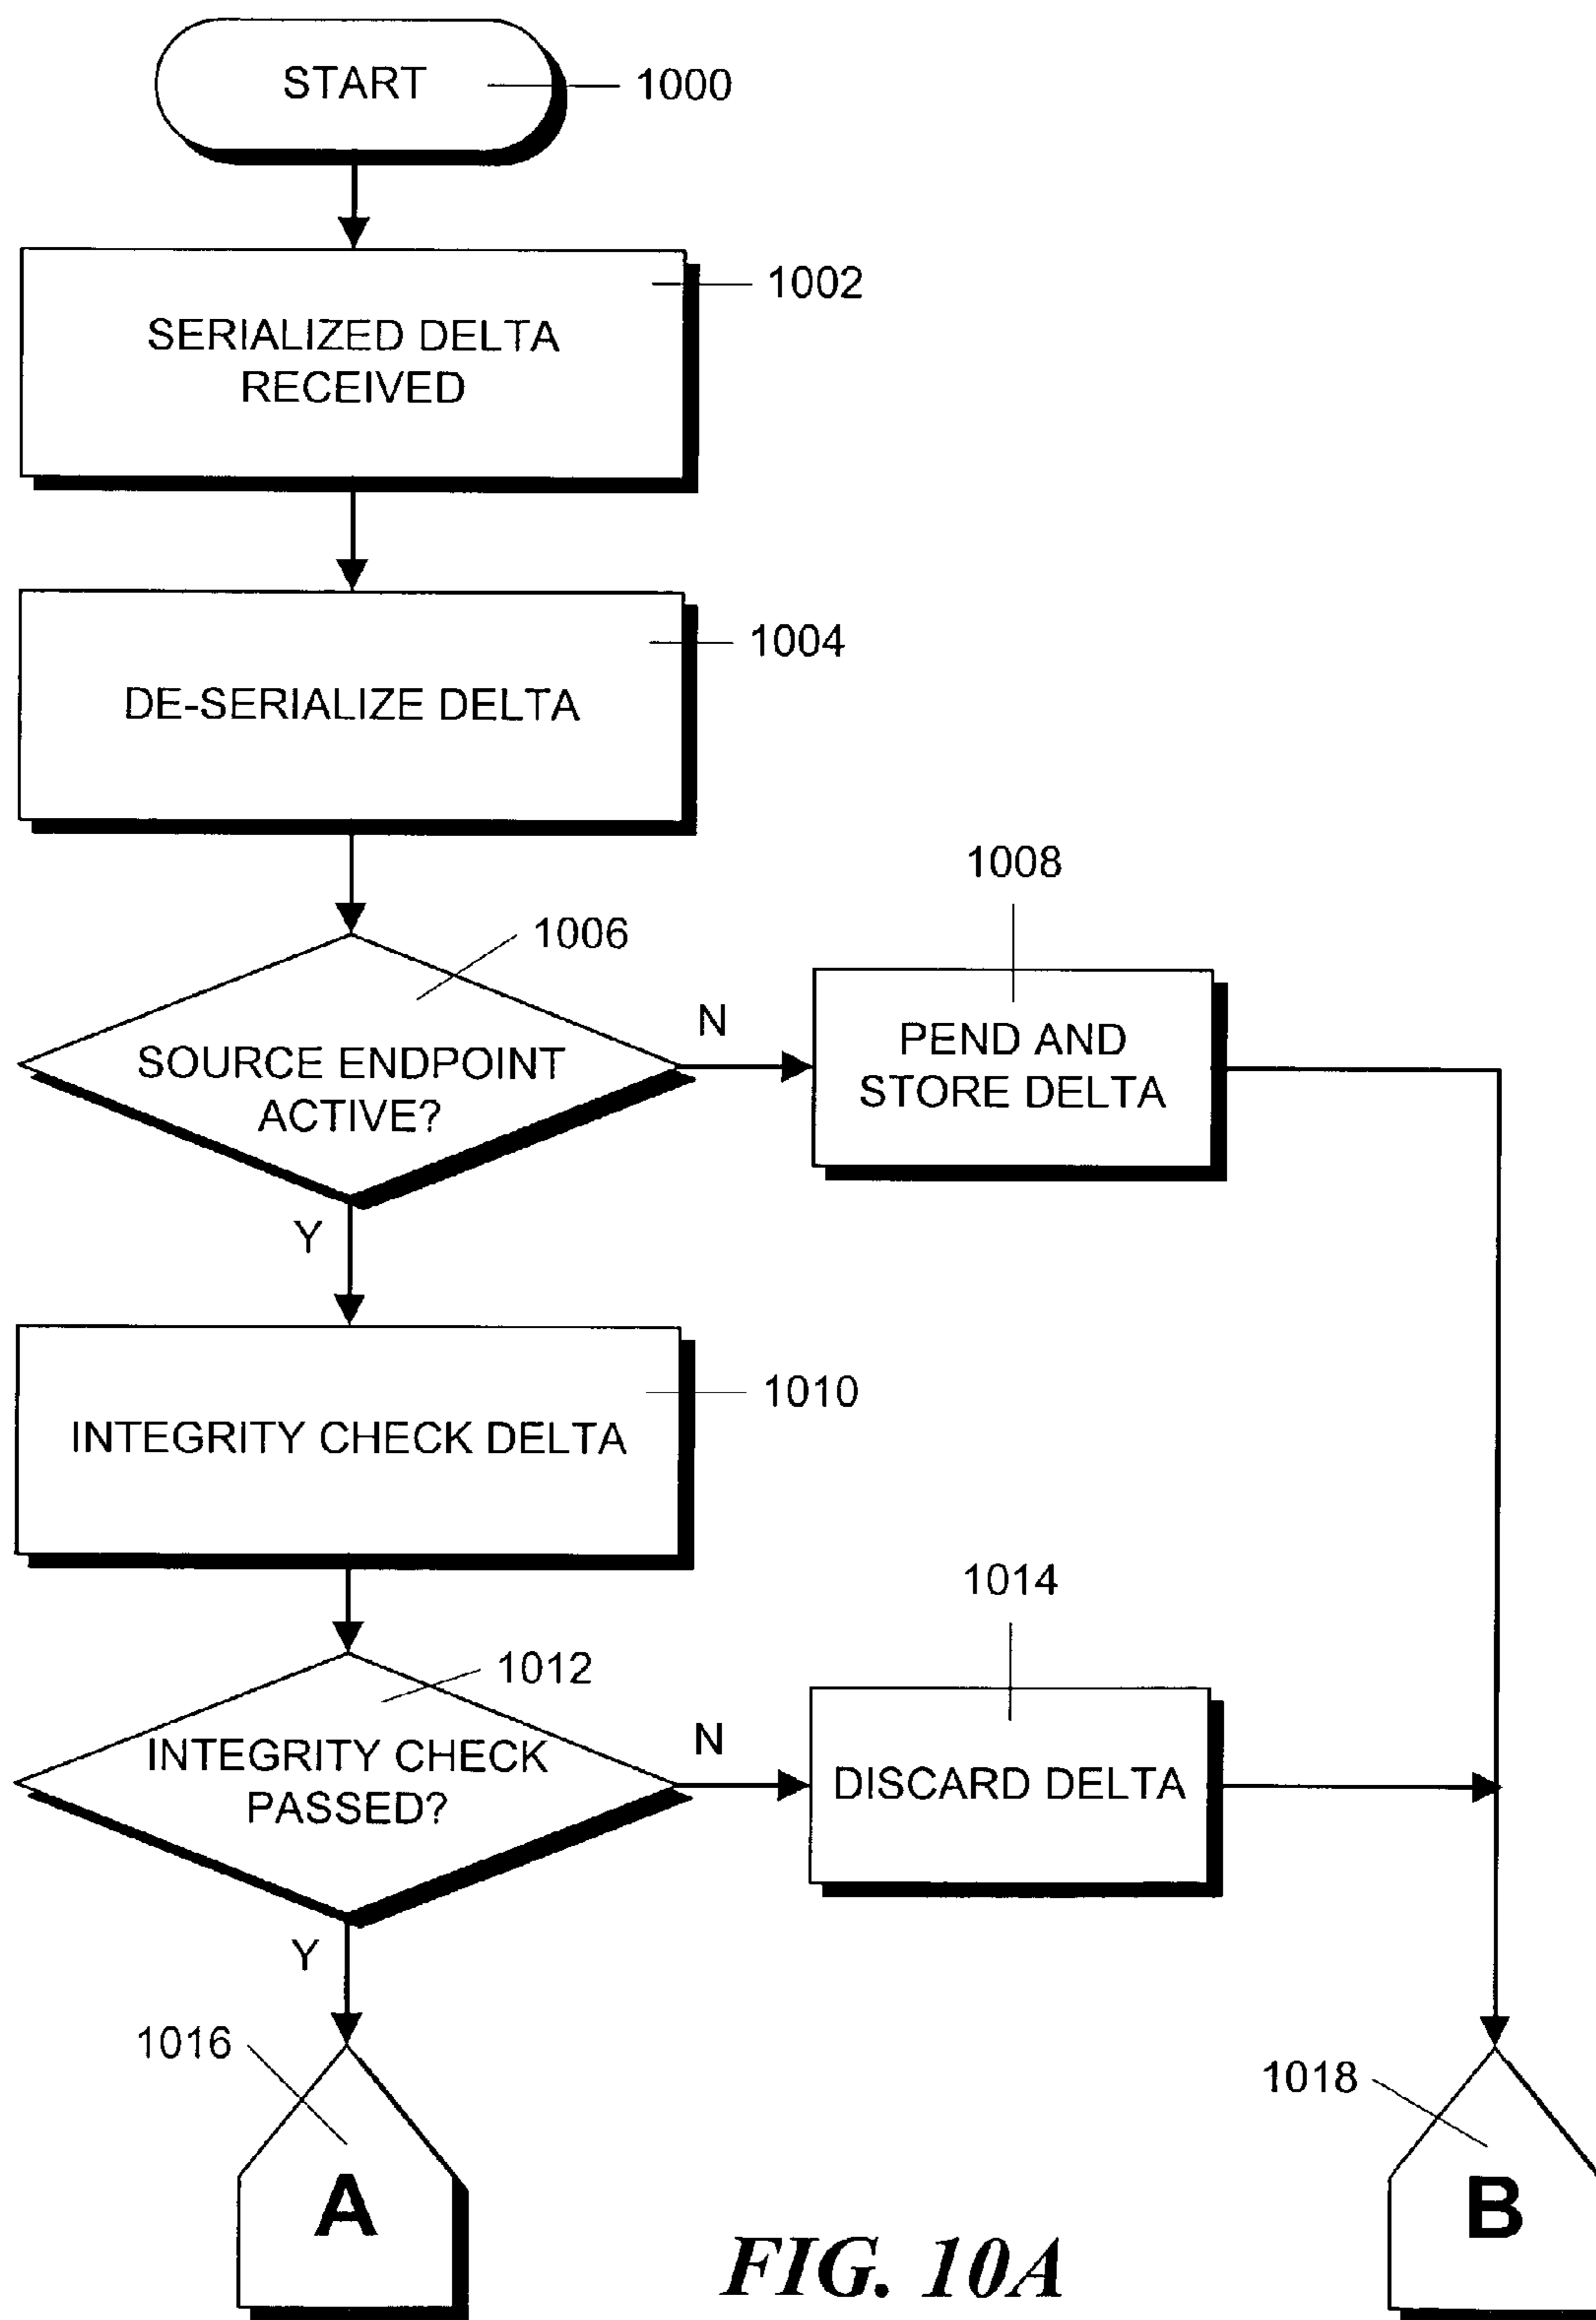 START
1000
1002
SERIALIZED DELTA
RECEIVED
1004
DE-SERIALIZE DELTA
1006
SOURCE ENDPOINT
ACTIVE?
N
1008
PEND AND
STORE DELTA
Y
1010
INTEGRITY CHECK DELTA
1012
INTEGRITY CHECK
PASSED?
N
1014
DISCARD DELTA
Y
1016
A
1018
B
FIG. 10A